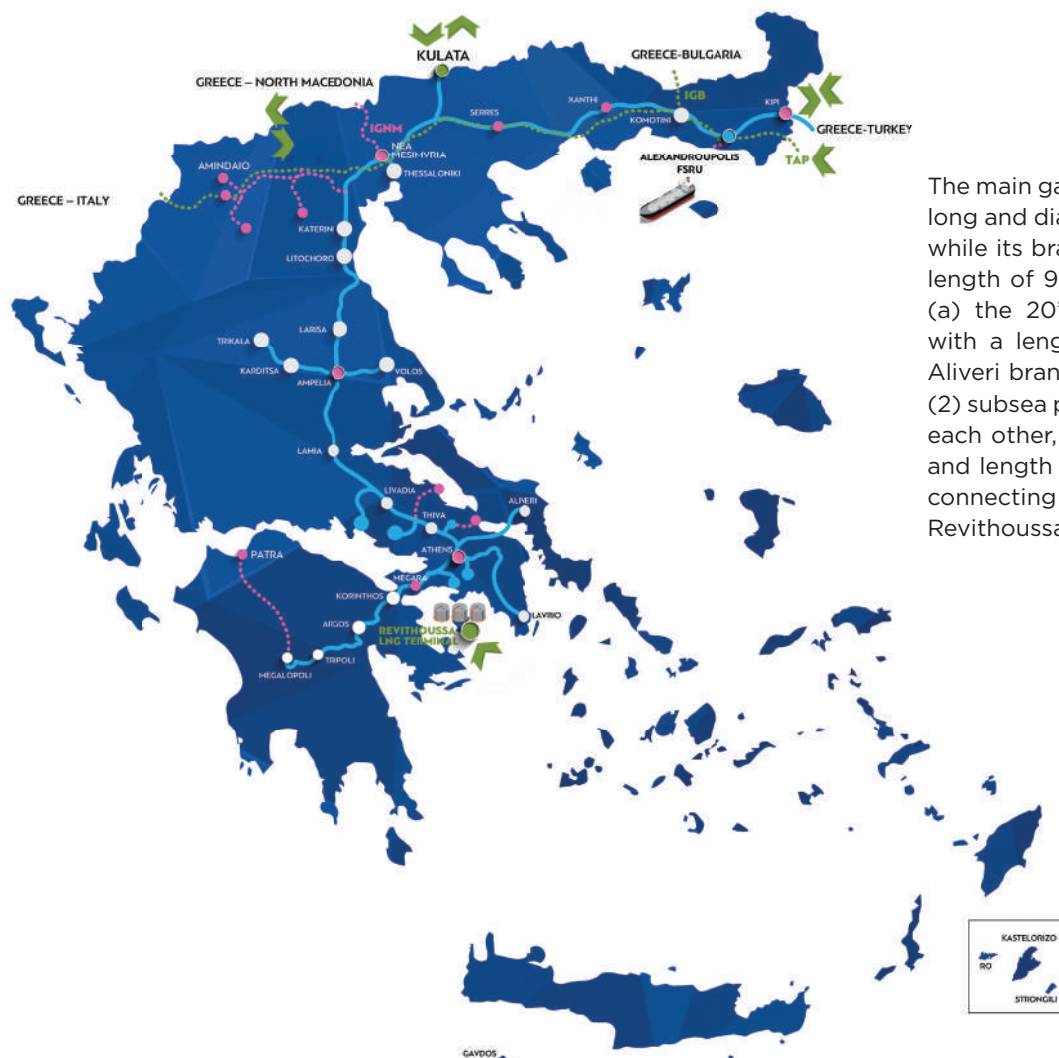 KULATA
GREECE-BULGARIA
GREECE – NORTH MACEDONIA
IGB
XANTHI
KIPI
SERRES
KOMOTINI
IGNM
GREECE-TURKEY
NEA
MESIMVRIA
ALEXANDROUPOLIS
FSRU
TAP
AMINDAIO
THESSALONIKI
GREECE – ITALY
KATERINI
LITOCHORO
LARISA
TRIKALA
KARDITSA
VOLOS
AMPELIA
LAMIA
LIVADIA
ALIVERI
THIVA
ATHENS
PATRA
MEGARA
KORINTHOS
LAVRIO
ARGOS
REVITHOUSSA
LNG TERMINAL
TRIPOLI
MEGALOPOLI
KASTELORIZO
RO
STRONGILI
GAVDOS
The main ga
long and dia
while its bra
length of 9
(a) the 20"
with a leng
Aliveri bran
(2) subsea p
each other,
and length
connecting
Revithoussa